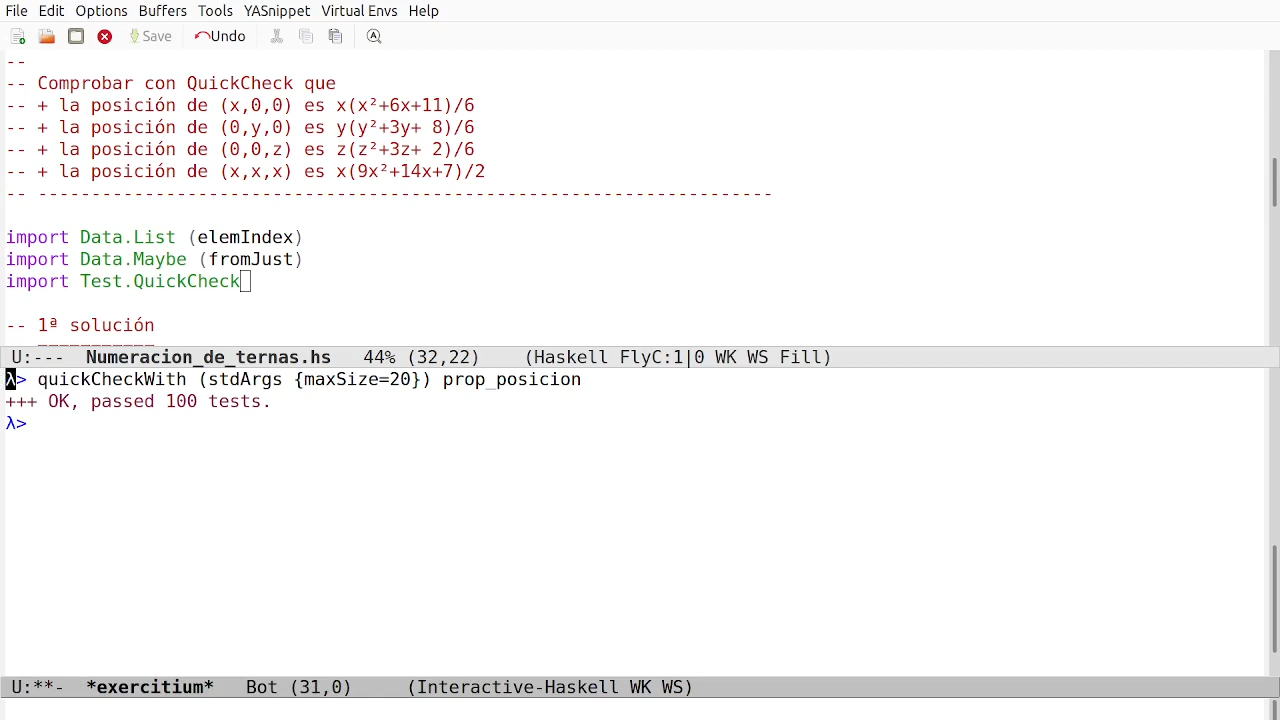 File Edit Options Buffers Tools YASnippet Virtual Envs Help
Save Undo
--
-- Comprobar con QuickCheck que
-- + la posición de (x,0,0) es x(x²+6x+11)/6
-- + la posición de (0,y,0) es y(y²+3y+ 8)/6
-- + la posición de (0,0,z) es z(z²+3z+ 2)/6
-- + la posición de (x,x,x) es x(9x²+14x+7)/2
-- ---------------------------------------------------------------------
import Data.List (elemIndex)
import Data.Maybe (fromJust)
import Test.QuickCheck
-- 1ª solución
U:--- Numeracion_de_ternas.hs 44% (32,22) (Haskell FlyC:1|0 WK WS Fill)
λ> quickCheckWith (stdArgs {maxSize=20}) prop_posicion
+++ OK, passed 100 tests.
λ>
U:**- *exercitium* Bot (31,0) (Interactive-Haskell WK WS)